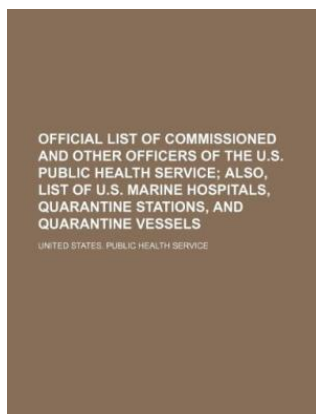 OFFICIAL LIST OF COMMISSIONED
AND OTHER OFFICERS OF THE U.S.
PUBLIC HEALTH SERVICE; ALSO,
LIST OF U.S. MARINE HOSPITALS,
QUARANTINE STATIONS, AND
QUARANTINE VESSELS
UNITED STATES. PUBLIC HEALTH SERVICE